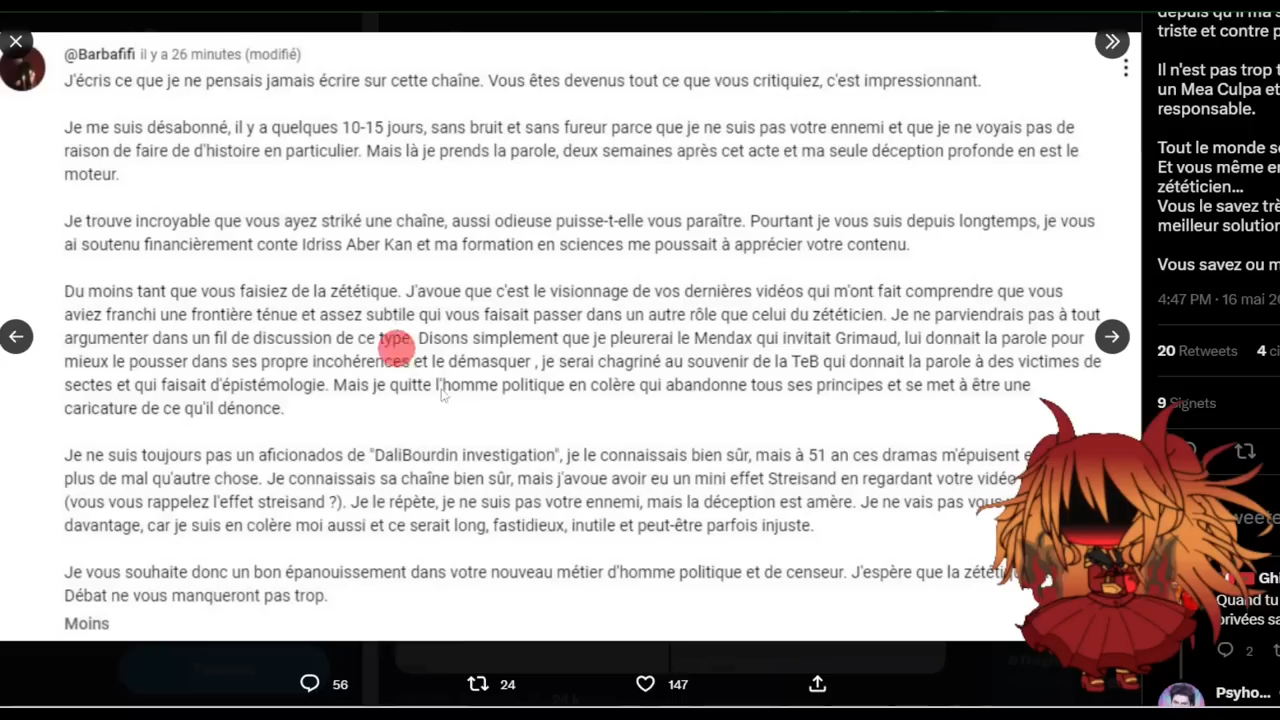 @Barbafifi il y a 26 minutes (modifié)
J'écris ce que je ne pensais jamais écrire sur cette chaîne. Vous êtes devenus tout ce que vous critiquiez, c'est impressionnant.
Je me suis désabonné, il y a quelques 10-15 jours, sans bruit et sans fureur parce que je ne suis pas votre ennemi et que je ne voyais pas de
raison de faire de d'histoire en particulier. Mais là je prends la parole, deux semaines après cet acte et ma seule déception profonde en est le
moteur.
Je trouve incroyable que vous ayez striké une chaîne, aussi odieuse puisse-t-elle vous paraître. Pourtant je vous suis depuis longtemps, je vous
ai soutenu financièrement conte Idriss Aber Kan et ma formation en sciences me poussait à apprécier votre contenu.
Du moins tant que vous faisiez de la zététique. J'avoue que c'est le visionnage de vos dernières vidéos qui m'ont fait comprendre que vous
aviez franchi une frontière ténue et assez subtile qui vous faisait passer dans un autre rôle que celui du zététicien. Je ne parviendrais pas à tout
argumenter dans un fil de discussion de ce type. Disons simplement que je pleurerai le Mendax qui invitait Grimaud, lui donnait la parole pour
mieux le pousser dans ses propre incohérences et le démasquer , je serai chagriné au souvenir de la TeB qui donnait la parole à des victimes de
sectes et qui faisait d'épistémologie. Mais je quitte l'homme politique en colère qui abandonne tous ses principes et se met à être une
caricature de ce qu'il dénonce.
Je ne suis toujours pas un aficionados de "DaliBourdin investigation", je le connaissais bien sûr, mais à 51 an ces dramas m'épuisent
plus de mal qu'autre chose. Je connaissais sa chaîne bien sûr, mais j'avoue avoir eu un mini effet Streisand en regardant votre vidéo
(vous vous rappelez l'effet streisand ?). Je le répète, je ne suis pas votre ennemi, mais la déception est amère. Je ne vais pas vous
davantage, car je suis en colère moi aussi et ce serait long, fastidieux, inutile et peut-être parfois injuste.
Je vous souhaite donc un bon épanouissement dans votre nouveau métier d'homme politique et de censeur. J'espère que la
Débat ne vous manqueront pas trop.
Moins
56
24
147
triste et contre
Il n'est pas trop
un Mea Culpa et
responsable.
Tout le monde
Et vous même
zététicien...
Vous le savez
meilleur
Vous savez ou
4:47 PM · 16 mai
20 Retweets 4
9 Signets
Quand tu
privées
2
Psyho...